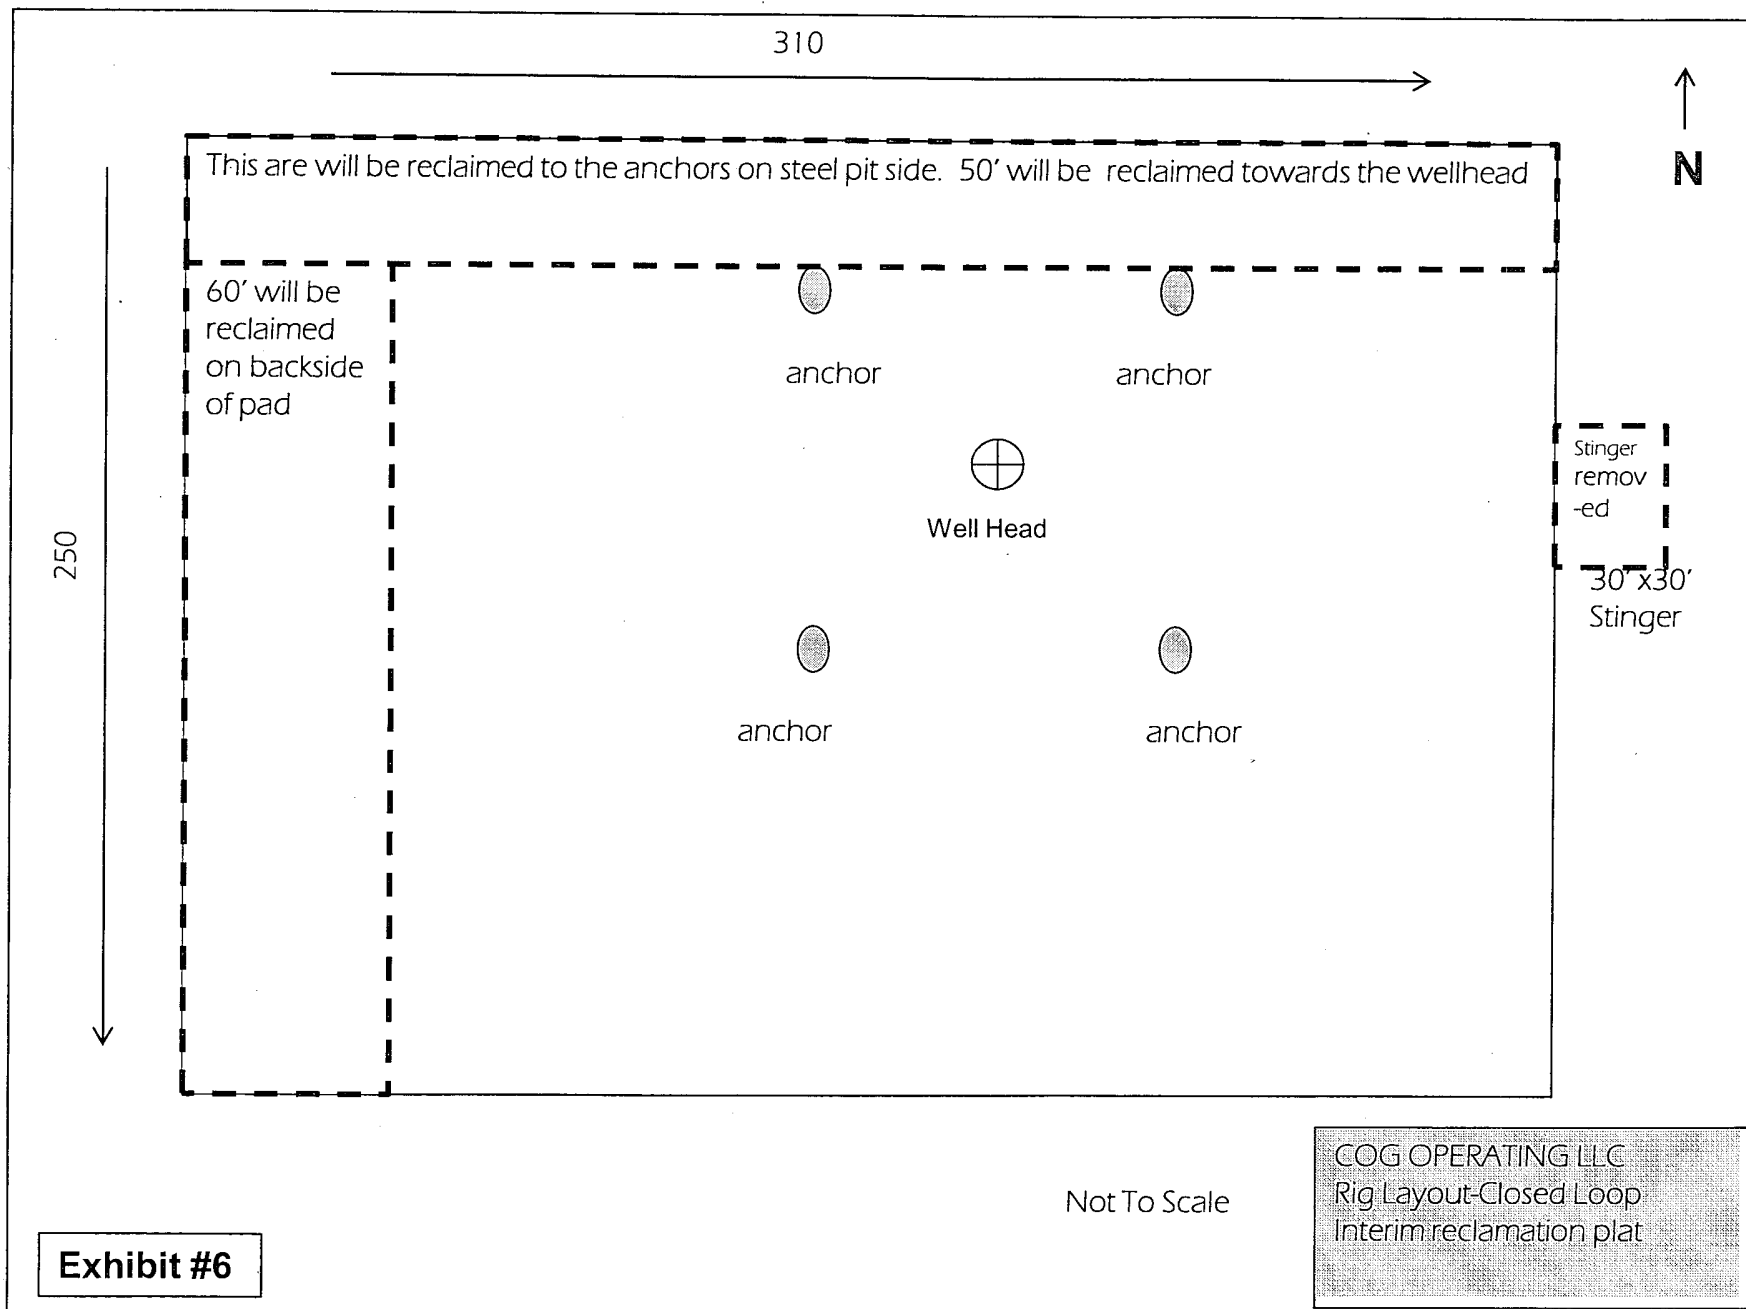 310
N
This are will be reclaimed to the anchors on steel pit side. 50' will be reclaimed towards the wellhead
60' will be
reclaimed
on backside
of pad
anchor
anchor
Stinger
remov
-ed
Well Head
250
30' x30'
Stinger
anchor
anchor
Not To Scale
COG OPERATING LLC
Rig Layout-Closed Loop
Interim reclamation plat
Exhibit #6